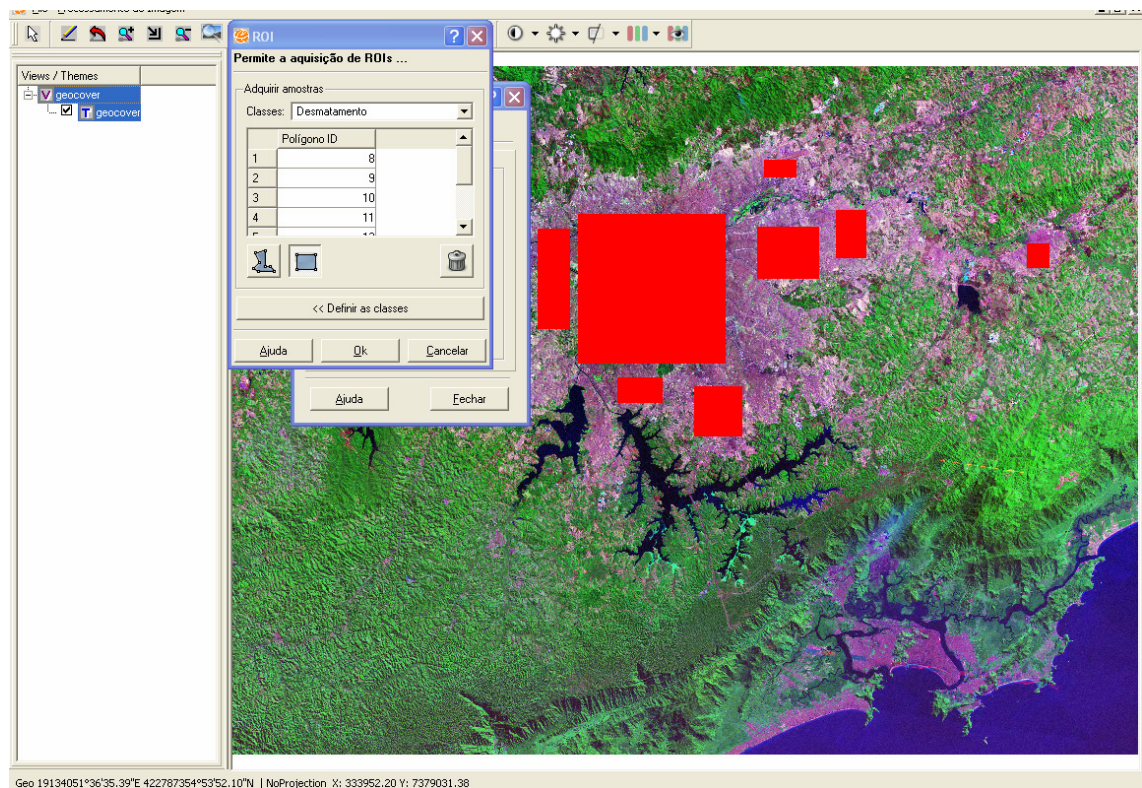 ROI
Permite a aquisição de ROIs ...
Views / Themes
geocover
geocover
Adquirir amostras
Classes: Desmatamento
Polígono ID
1 8
2 9
3 10
4 11
<< Definir as classes
Ajuda Ok Cancelar
Ajuda Fechar
Geo 19134051°36'35.39"E 422787354°53'52.10"N | NoProjection X: 333952.20 Y: 7379031.38